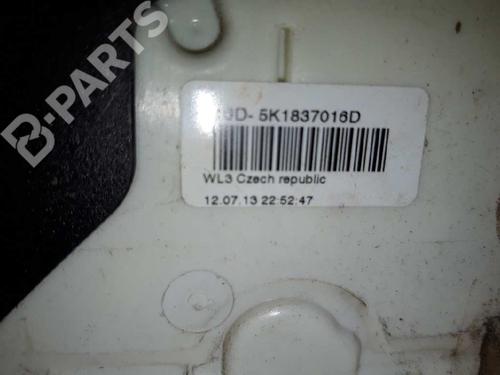 B-PARTS
5K1837016D
WL3 Czech republic
12.07.13 22:52:47